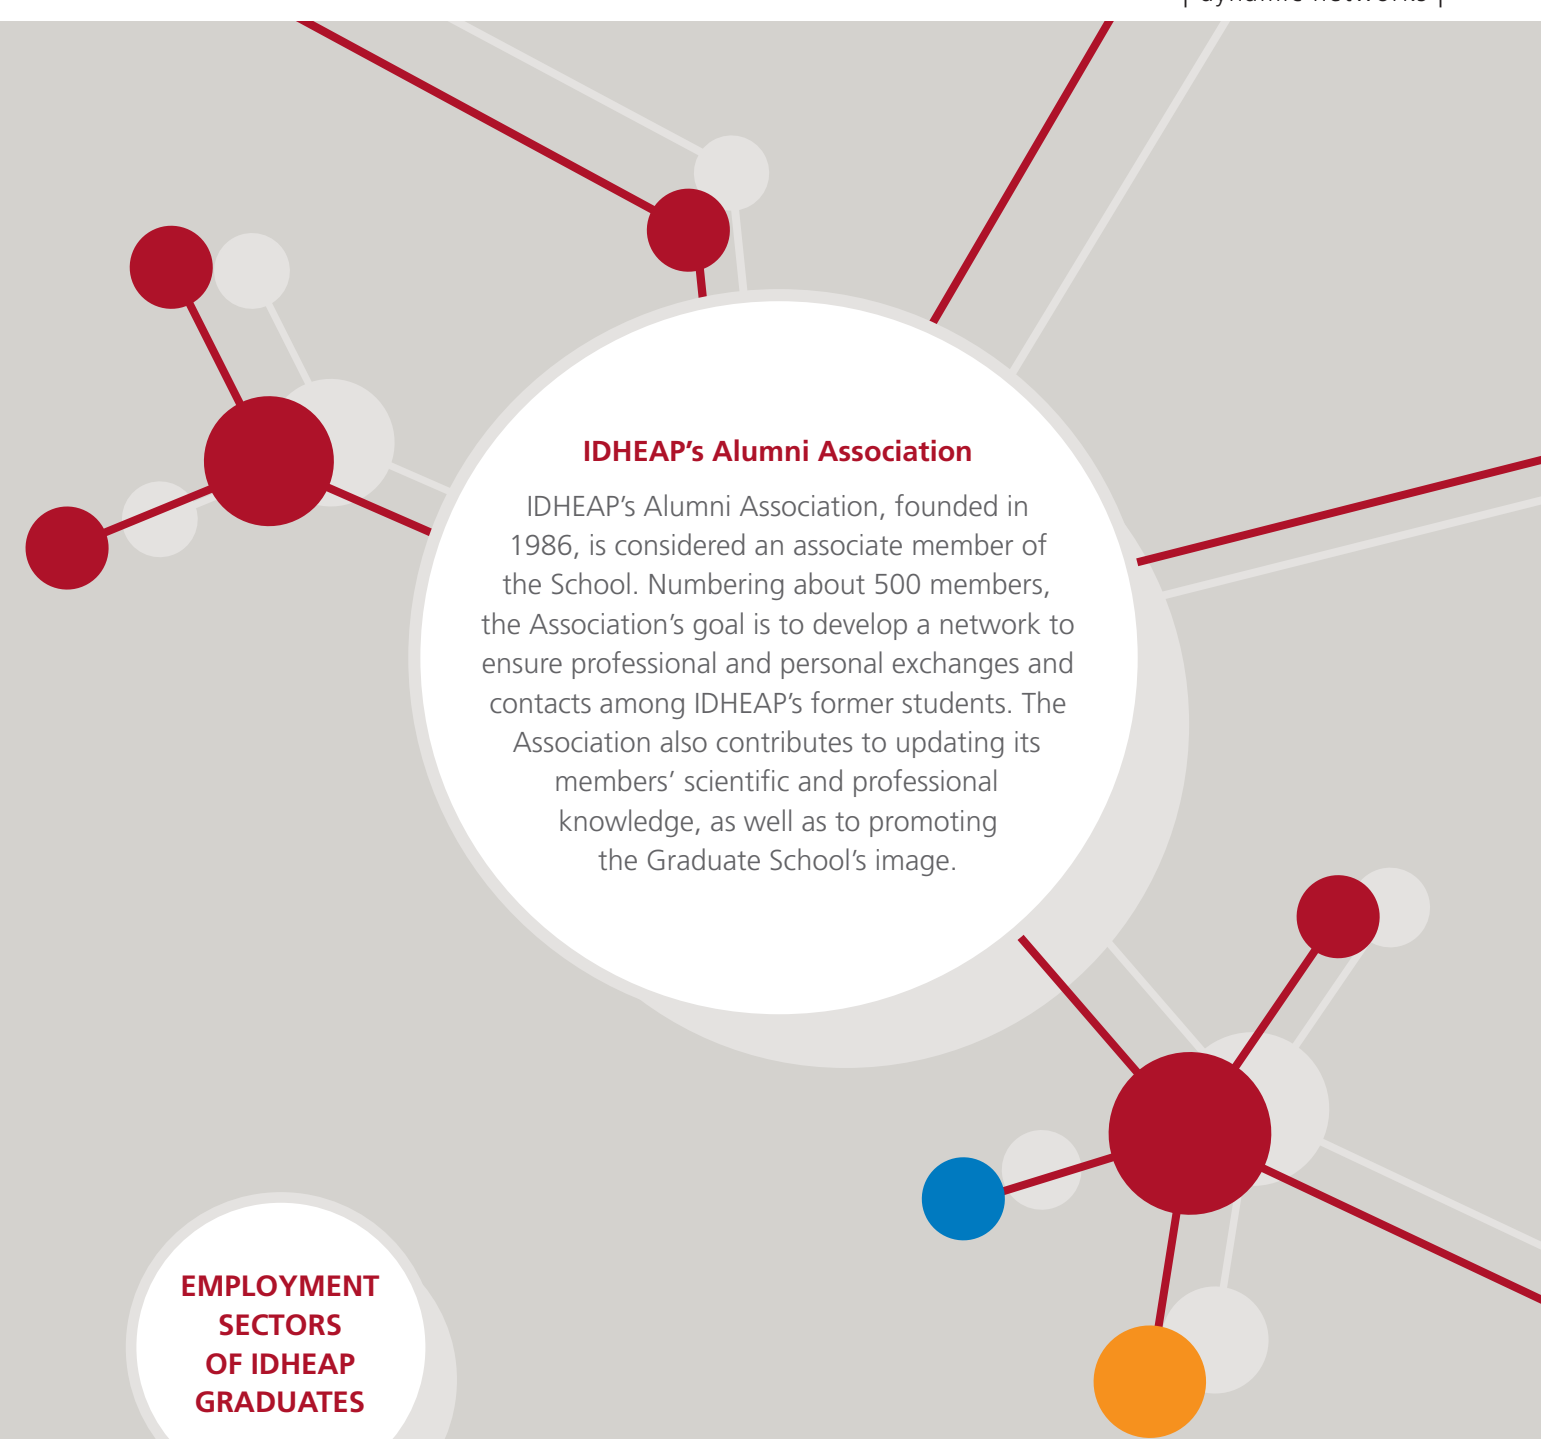 | dynamic networks |
IDHEAP’s Alumni Association
IDHEAP’s Alumni Association, founded in
1986, is considered an associate member of
the School. Numbering about 500 members,
the Association’s goal is to develop a network to
ensure professional and personal exchanges and
contacts among IDHEAP’s former students. The
Association also contributes to updating its
members’ scientific and professional
knowledge, as well as to promoting
the Graduate School’s image.
EMPLOYMENT
SECTORS
OF IDHEAP
GRADUATES